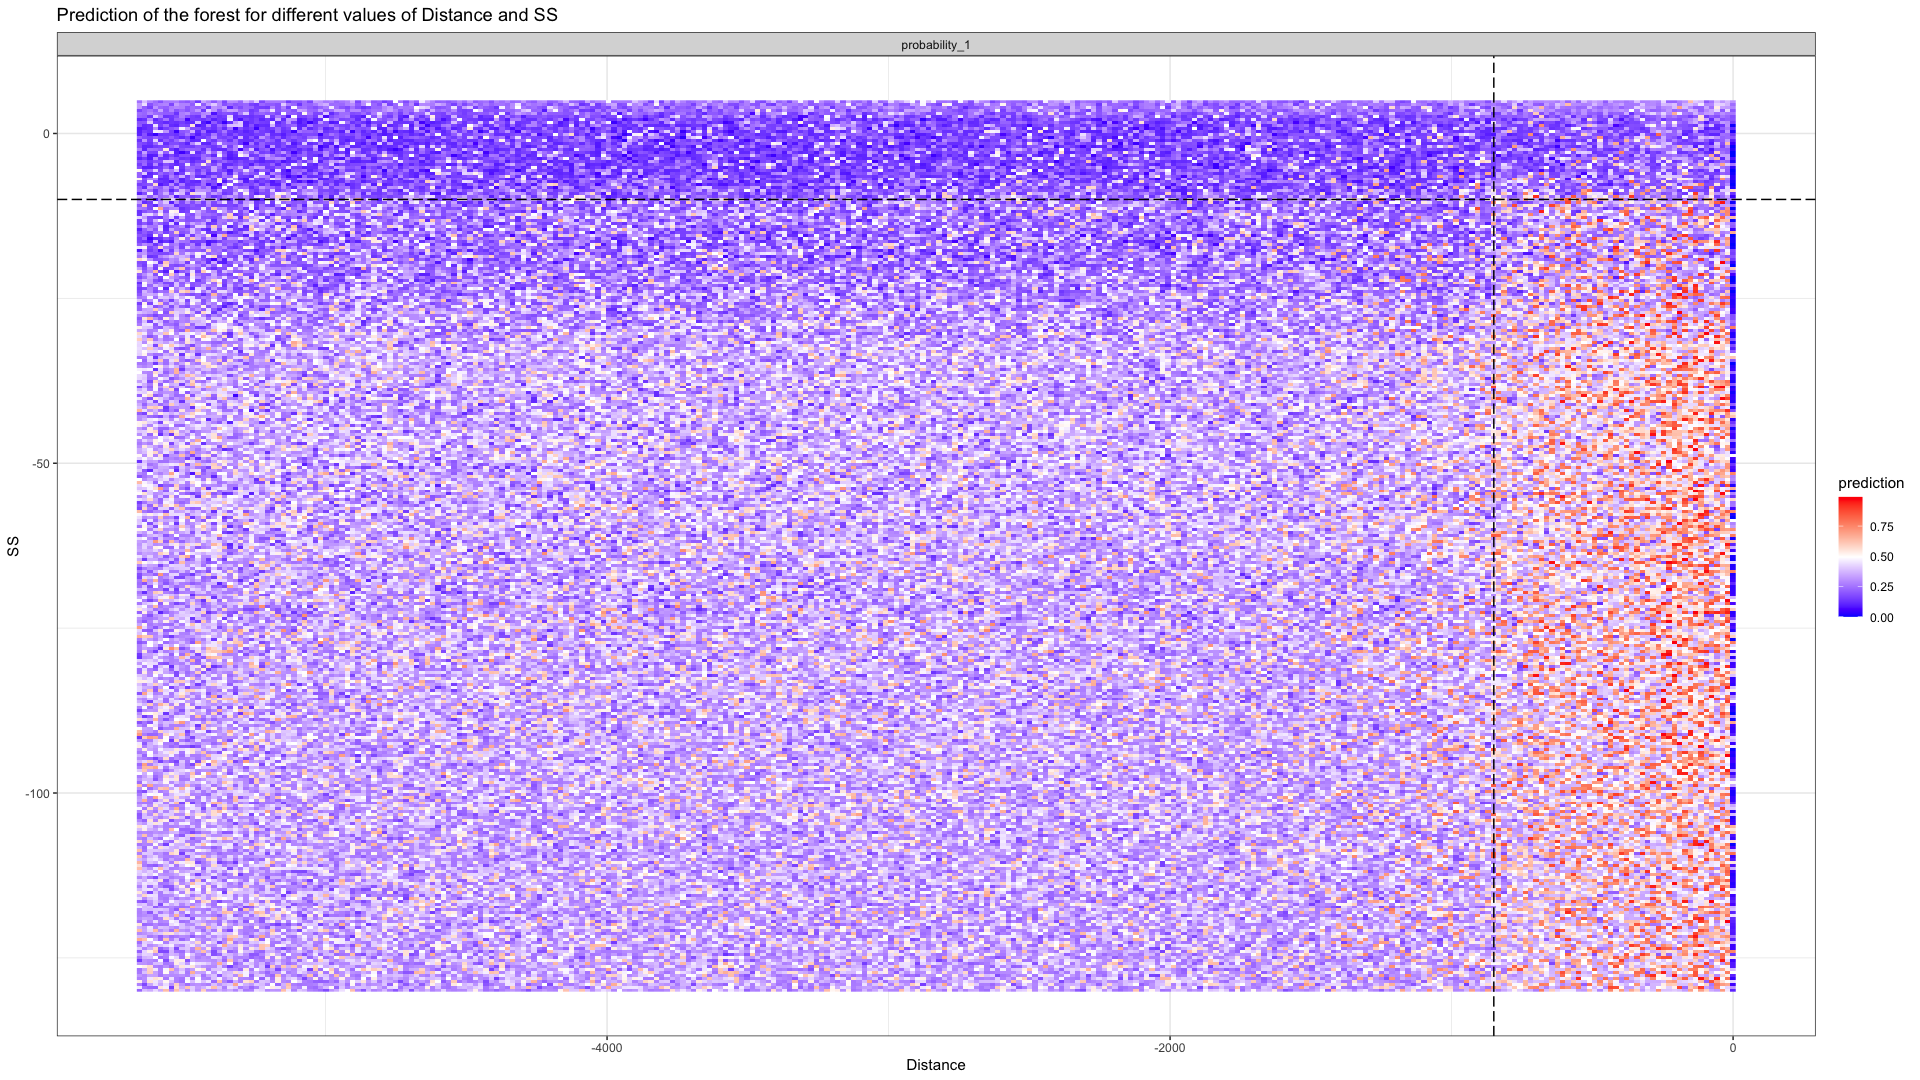 Prediction of the forest for different values of Distance and SS
probability_1
0
-50
-100
SS
-4000
-2000
0
Distance
prediction
0.75
0.50
0.25
0.00